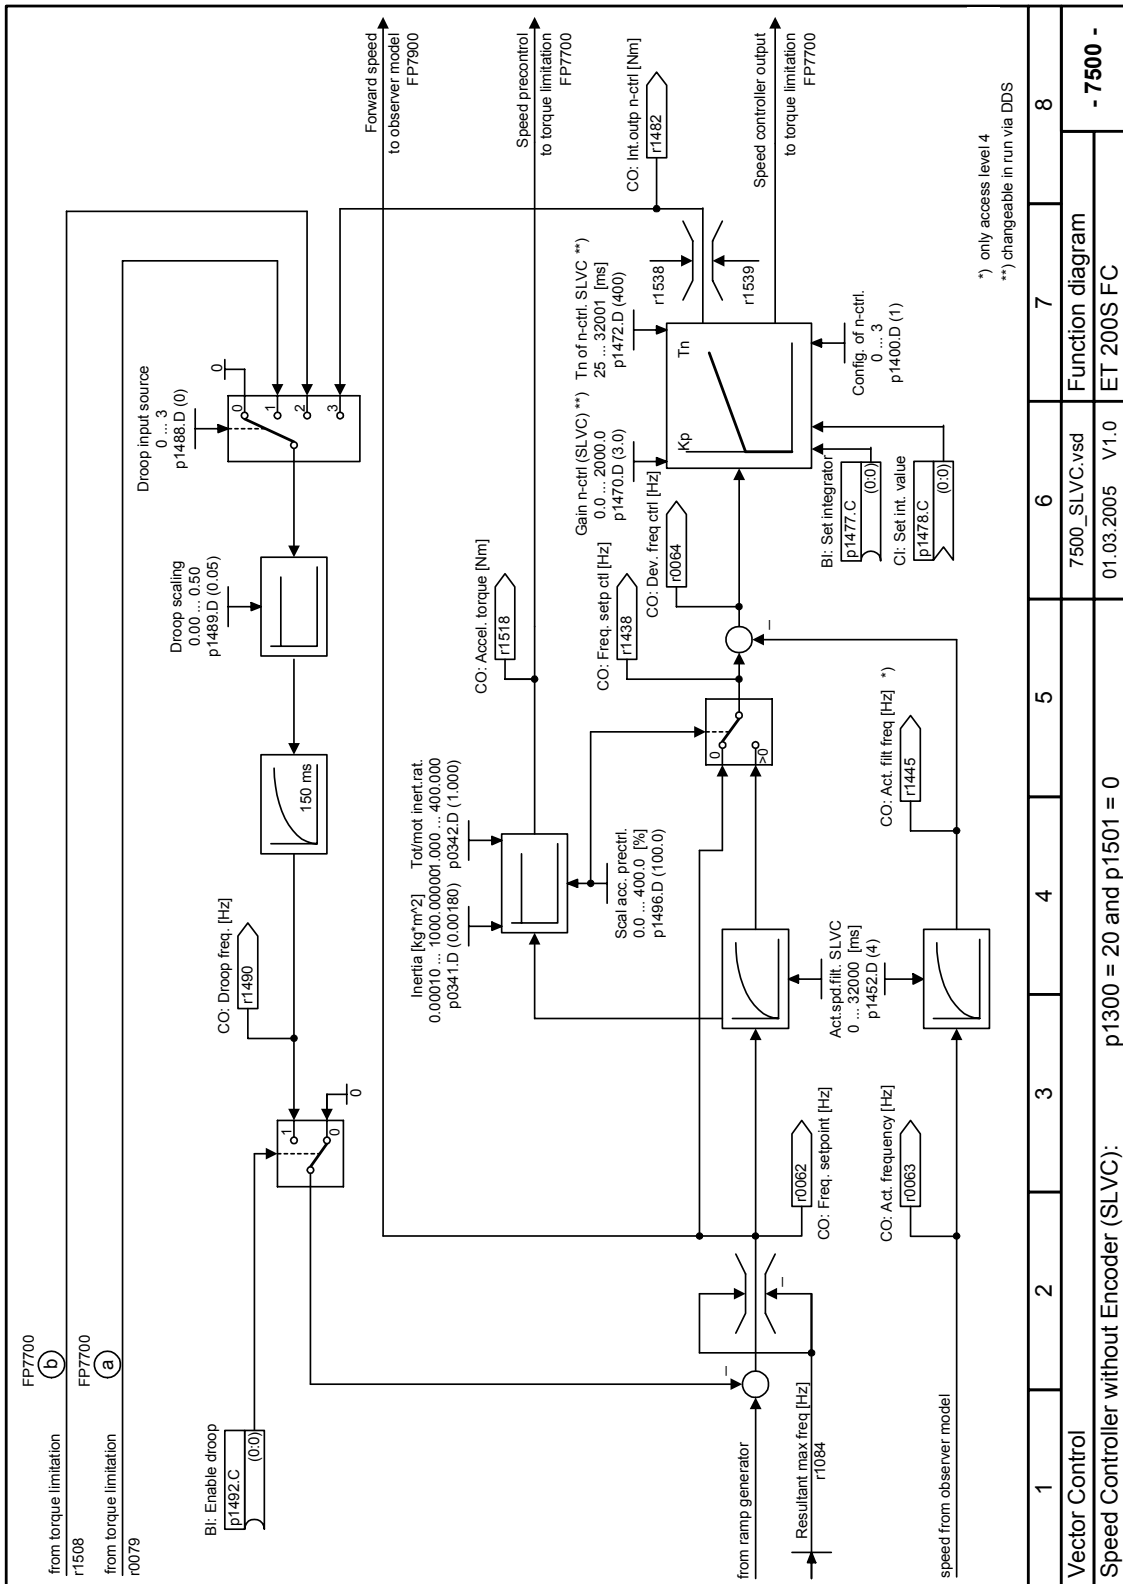 FP7700
from torque limitation
b
r1508
FP7700
from torque limitation
a
r0079
BI: Enable droop
p1492.C
(0:0)
1
0
0
CO: Droop freq. [Hz]
r1490
150 ms
Droop scaling
0.00 ... 0.50
p1489.D (0.05)
Droop input source
0 ... 3
p1488.D (0)
0
0
1
2
3
Forward speed
to observer model
FP7900
Speed precontrol
to torque limitation
FP7700
Inertia [kg*m^2]
0.00010 ... 1000.00000
p0341.D (0.00180)
Tot/mot inert.rat.
1.000 ... 400.000
p0342.D (1.000)
CO: Accel. torque [Nm]
r1518
Scal acc. prectrl.
0.0 ... 400.0 [%]
p1496.D (100.0)
CO: Freq. setp ctl [Hz]
r1438
CO: Dev. freq ctrl [Hz]
r0064
Gain n-ctrl (SLVC) **)
0.0 ... 2000.0
p1470.D (3.0)
Tn of n-ctrl. SLVC **)
25 ... 32001 [ms]
p1472.D (400)
r1538
r1539
CO: Int.outp n-ctrl [Nm]
r1482
Kp
Tn
Speed controller output
to torque limitation
FP7700
from ramp generator
–
–
Resultant max freq [Hz]
r1084
r0062
CO: Freq. setpoint [Hz]
Act.spd.filt. SLVC
0 ... 32000 [ms]
p1452.D (4)
0
>0
–
BI: Set integrator
p1477.C
(0:0)
CI: Set int. value
p1478.C
(0:0)
Config. of n-ctrl.
0 ... 3
p1400.D (1)
speed from observer model
CO: Act. frequency [Hz]
r0063
CO: Act. filt freq [Hz] *)
r1445
*) only access level 4
**) changeable in run via DDS
1 2 3 4 5 6 7 8
Vector Control 7500_SLVC.vsd Function diagram
- 7500 -
Speed Controller without Encoder (SLVC): p1300 = 20 and p1501 = 0 01.03.2005 V1.0 ET 200S FC